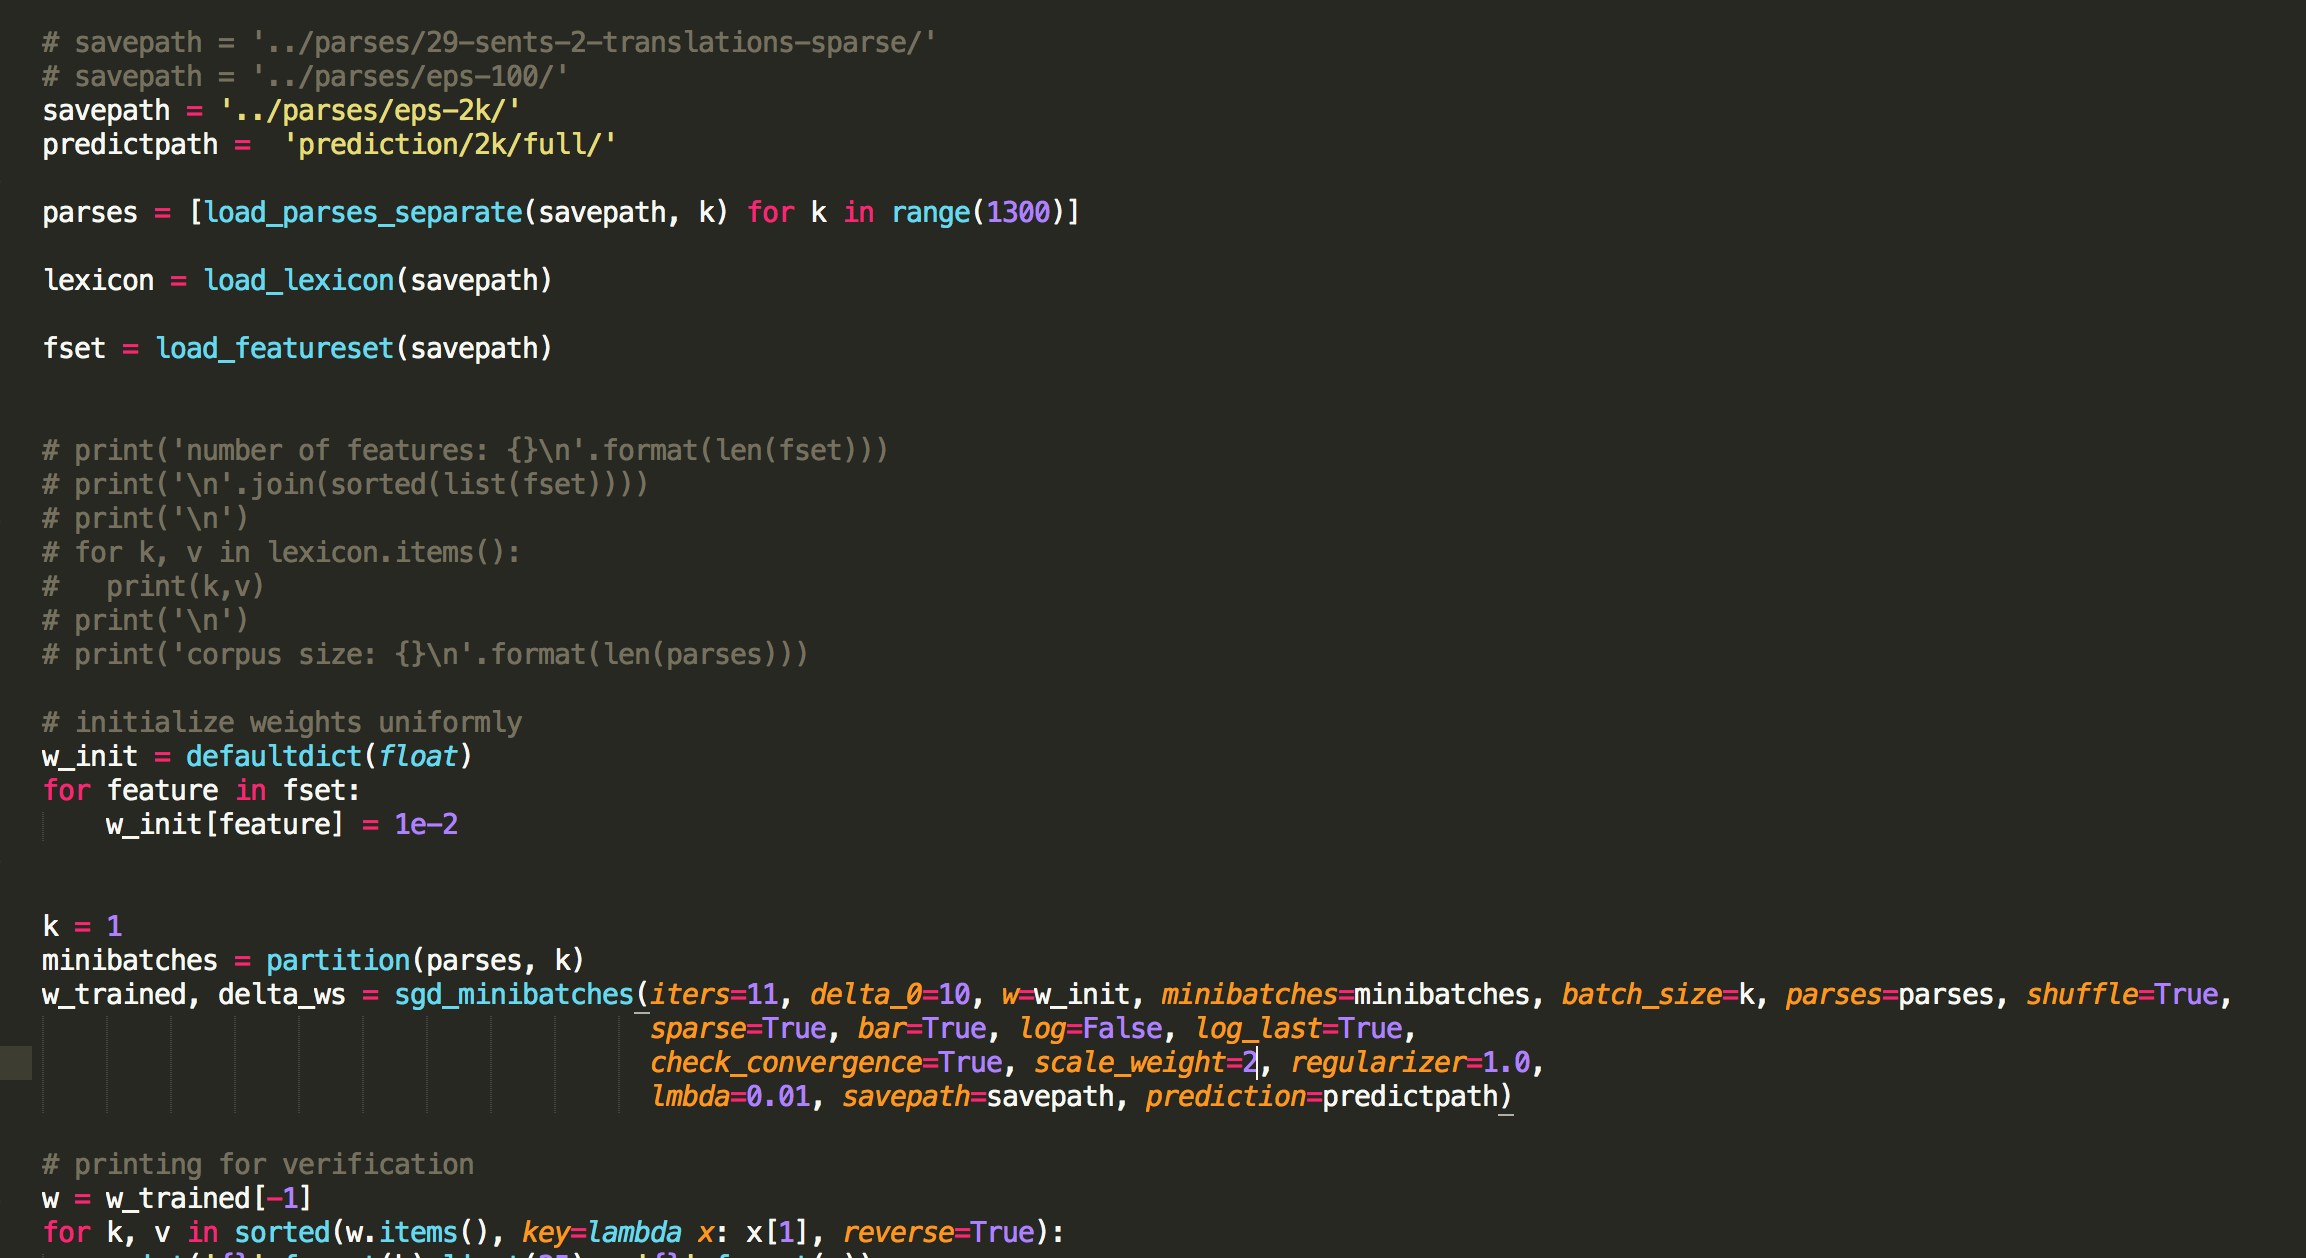 # savepath = '../parses/29-sents-2-translations-sparse/'
# savepath = '../parses/eps-100/'
savepath = '../parses/eps-2k/'
predictpath =  'prediction/2k/full/'
parses = [load_parses_separate(savepath, k) for k in range(1300)]
lexicon = load_lexicon(savepath)
fset = load_featureset(savepath)
# print('number of features: {}\n'.format(len(fset)))
# print('\n'.join(sorted(list(fset))))
# print('\n')
# for k, v in lexicon.items():
#   print(k,v)
# print('\n')
# print('corpus size: {}\n'.format(len(parses)))
# initialize weights uniformly
w_init = defaultdict(float)
for feature in fset:
    w_init[feature] = 1e-2
k = 1
minibatches = partition(parses, k)
w_trained, delta_ws = sgd_minibatches(iters=11, delta_0=10, w=w_init, minibatches=minibatches, batch_size=k, parses=parses, shuffle=True,
                                      sparse=True, bar=True, log=False, log_last=True,
                                      check_convergence=True, scale_weight=2, regularizer=1.0,
                                      lmbda=0.01, savepath=savepath, prediction=predictpath)
# printing for verification
w = w_trained[-1]
for k, v in sorted(w.items(), key=lambda x: x[1], reverse=True):